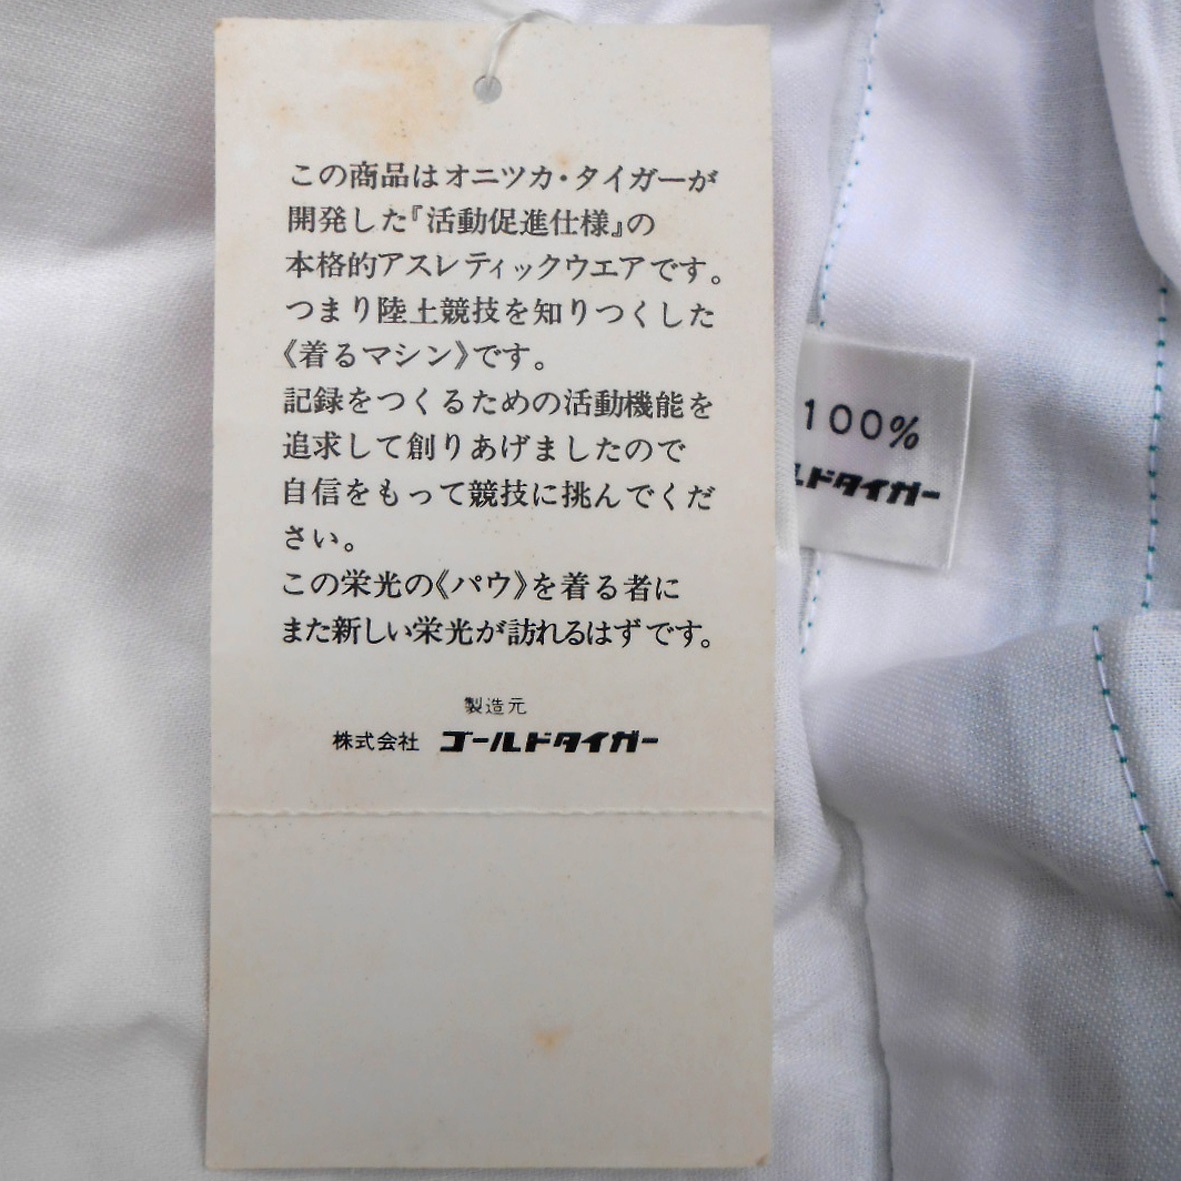 この商品はオニツカ・タイガーが
開発した『活動促進仕様』の
本格的アスレティックウエアです。
つまり陸上競技を知りつくした
《着るマシン》です。
記録をつくるための活動機能を
追求して創りあげましたので
自信をもって競技に挑んでくだ
さい。
この栄光の《パウ》を着る者に
また新しい栄光が訪れるはずです。
製造元
株式会社 ゴールドタイガー
100%
ルドタイガー